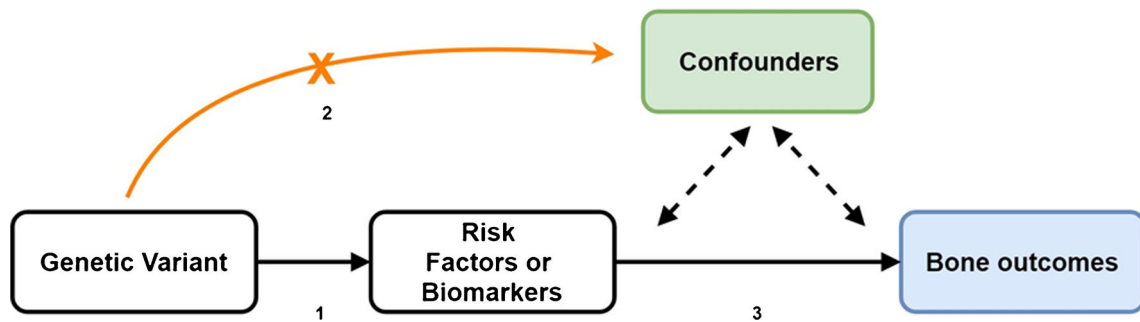 Confounders
X
2
Genetic Variant
Risk
Factors or
Biomarkers
Bone outcomes
1
3